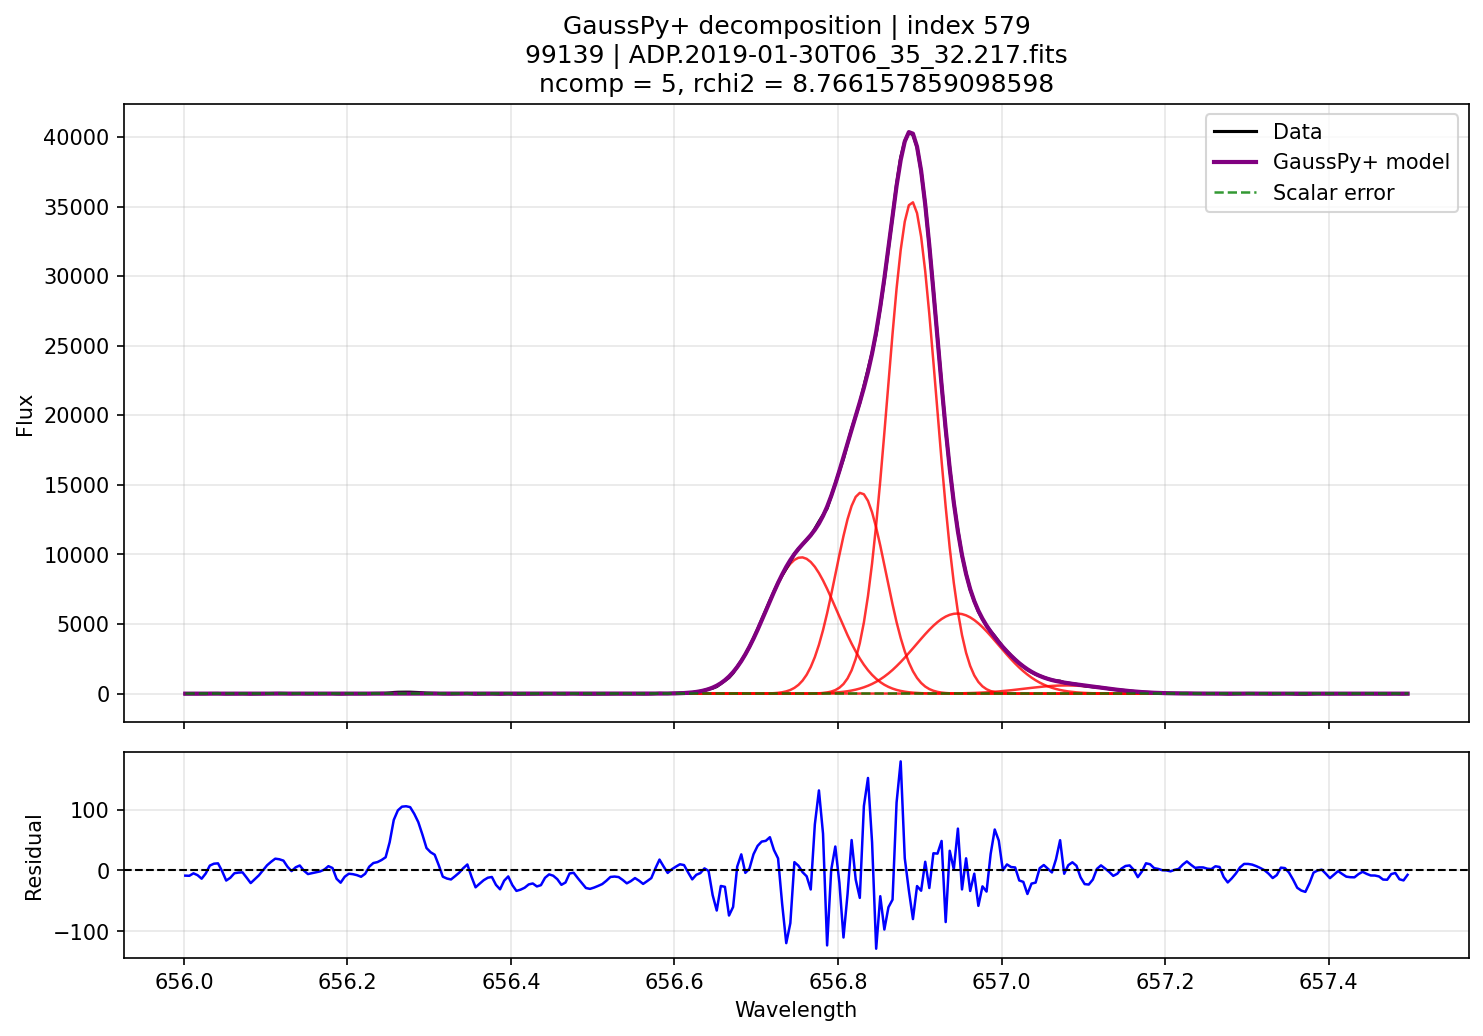 GaussPy+ decomposition | index 579
99139 | ADP.2019-01-30T06_35_32.217.fits
ncomp = 5, rchi2 = 8.766157859098598
Data
GaussPy+ model
Scalar error
40000
35000
30000
25000
20000
15000
10000
5000
0
Flux
100
0
−100
Residual
656.0 656.2 656.4 656.6 656.8 657.0 657.2 657.4
Wavelength